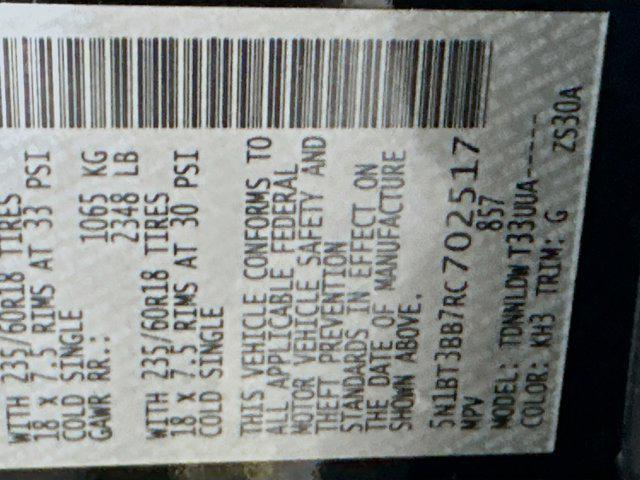 WITH 235/60R18 TIRES
18 X 7.5 RIMS AT 33 PSI
COLD SINGLE
GAWR RR.: 1065 KG
2348 LB
WITH 235/60R18 TIRES
18 X 7.5 RIMS AT 30 PSI
COLD SINGLE
THIS VEHICLE CONFORMS TO
ALL APPLICABLE FEDERAL
MOTOR VEHICLE SAFETY AND
THEFT PREVENTION
STANDARDS IN EFFECT ON
THE DATE OF MANUFACTURE
SHOWN ABOVE.
5N1BT3BB7RC702517
MPV 857
MODEL: TDNNLDWT33UUA-----
COLOR: KH3 TRIM: G ZS30A